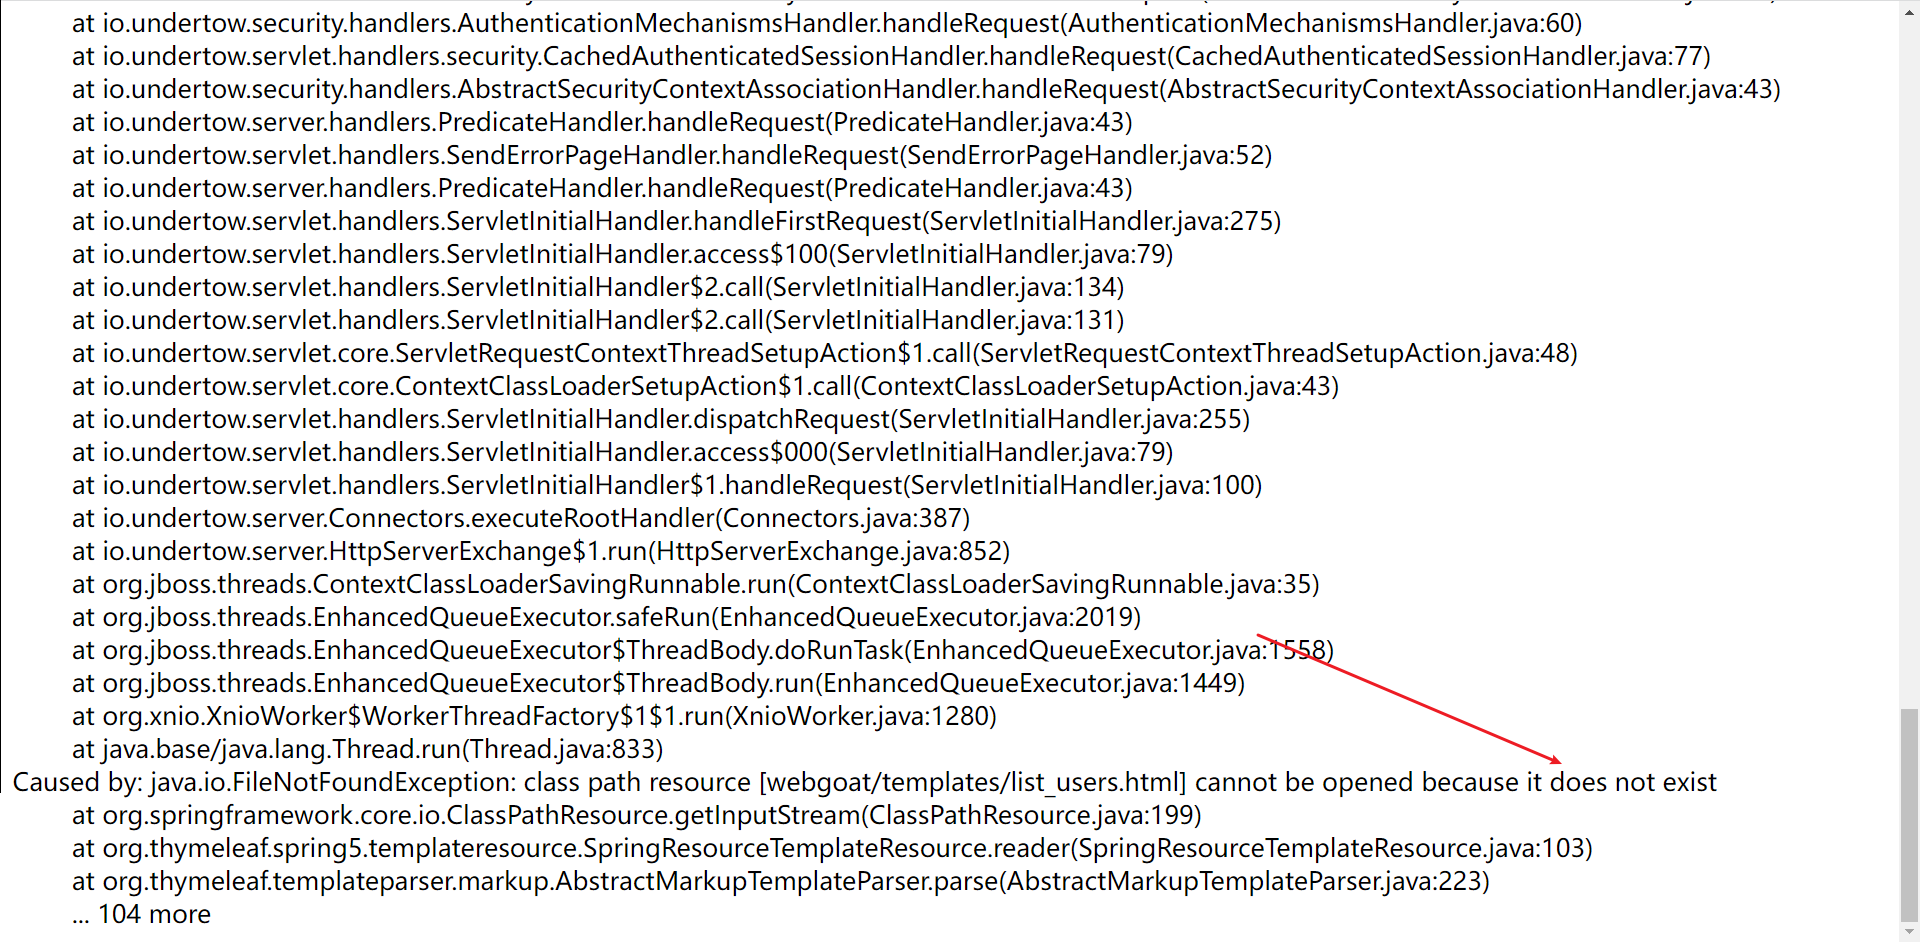 at io.undertow.security.handlers.AuthenticationMechanismsHandler.handleRequest(AuthenticationMechanismsHandler.java:60)
at io.undertow.servlet.handlers.security.CachedAuthenticatedSessionHandler.handleRequest(CachedAuthenticatedSessionHandler.java:77)
at io.undertow.security.handlers.AbstractSecurityContextAssociationHandler.handleRequest(AbstractSecurityContextAssociationHandler.java:43)
at io.undertow.server.handlers.PredicateHandler.handleRequest(PredicateHandler.java:43)
at io.undertow.servlet.handlers.SendErrorPageHandler.handleRequest(SendErrorPageHandler.java:52)
at io.undertow.server.handlers.PredicateHandler.handleRequest(PredicateHandler.java:43)
at io.undertow.servlet.handlers.ServletInitialHandler.handleFirstRequest(ServletInitialHandler.java:275)
at io.undertow.servlet.handlers.ServletInitialHandler.access$100(ServletInitialHandler.java:79)
at io.undertow.servlet.handlers.ServletInitialHandler$2.call(ServletInitialHandler.java:134)
at io.undertow.servlet.handlers.ServletInitialHandler$2.call(ServletInitialHandler.java:131)
at io.undertow.servlet.core.ServletRequestContextThreadSetupAction$1.call(ServletRequestContextThreadSetupAction.java:48)
at io.undertow.servlet.core.ContextClassLoaderSetupAction$1.call(ContextClassLoaderSetupAction.java:43)
at io.undertow.servlet.handlers.ServletInitialHandler.dispatchRequest(ServletInitialHandler.java:255)
at io.undertow.servlet.handlers.ServletInitialHandler.access$000(ServletInitialHandler.java:79)
at io.undertow.servlet.handlers.ServletInitialHandler$1.handleRequest(ServletInitialHandler.java:100)
at io.undertow.server.Connectors.executeRootHandler(Connectors.java:387)
at io.undertow.server.HttpServerExchange$1.run(HttpServerExchange.java:852)
at org.jboss.threads.ContextClassLoaderSavingRunnable.run(ContextClassLoaderSavingRunnable.java:35)
at org.jboss.threads.EnhancedQueueExecutor.safeRun(EnhancedQueueExecutor.java:2019)
at org.jboss.threads.EnhancedQueueExecutor$ThreadBody.doRunTask(EnhancedQueueExecutor.java:1558)
at org.jboss.threads.EnhancedQueueExecutor$ThreadBody.run(EnhancedQueueExecutor.java:1449)
at org.xnio.XnioWorker$WorkerThreadFactory$1$1.run(XnioWorker.java:1280)
at java.base/java.lang.Thread.run(Thread.java:833)
Caused by: java.io.FileNotFoundException: class path resource [webgoat/templates/list_users.html] cannot be opened because it does not exist
at org.springframework.core.io.ClassPathResource.getInputStream(ClassPathResource.java:199)
at org.thymeleaf.spring5.templateresource.SpringResourceTemplateResource.reader(SpringResourceTemplateResource.java:103)
at org.thymeleaf.templateparser.markup.AbstractMarkupTemplateParser.parse(AbstractMarkupTemplateParser.java:223)
... 104 more